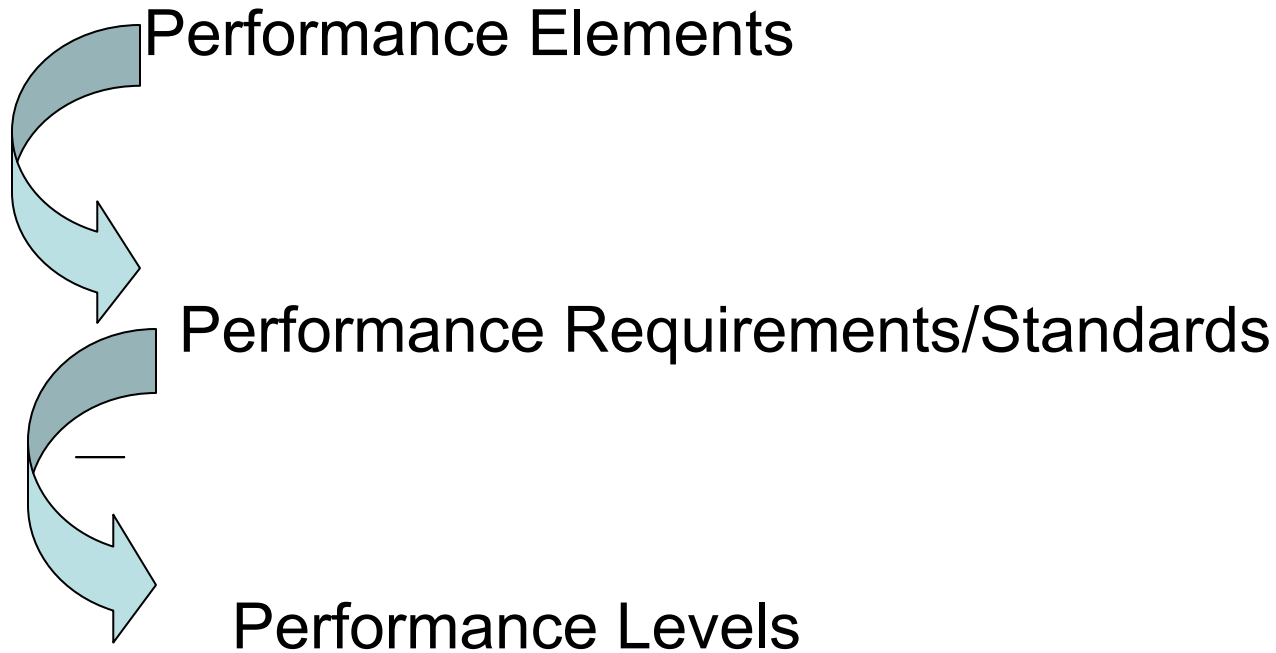 Performance Elements
Performance Requirements/Standards
Performance Levels